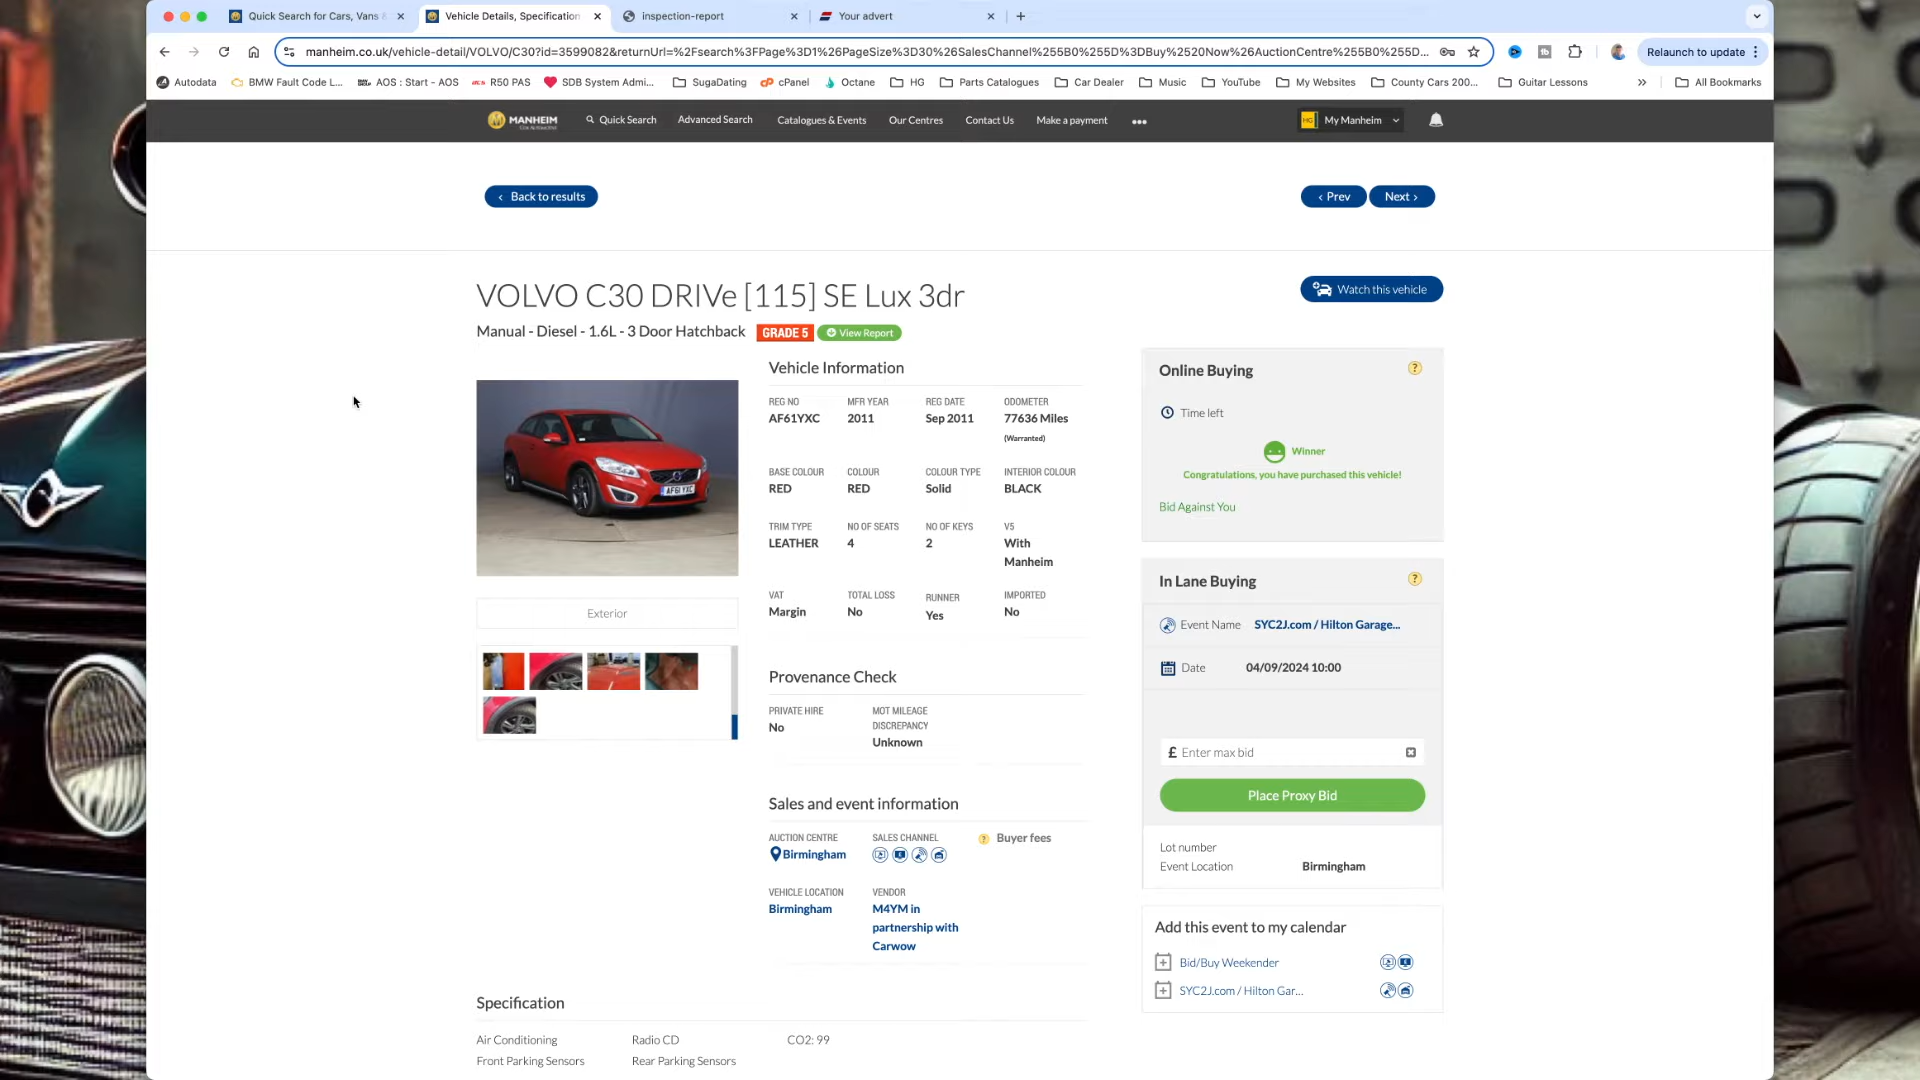 Quick Search for Cars, Vans &
Vehicle Details, Specification
inspection-report
Your advert
manheim.co.uk/vehicle-detail/VOLVO/C30?id=3599082&returnUrl=%2Fsearch%3FPage%3D1%26PageSize%3D30%26SalesChannel%255B0%255D%3DBuy%2520Now%26AuctionCentre%255B0%255D...
Relaunch to update
Autodata
BMW Fault Code L...
AOS : Start - AOS
R50 PAS
SDB System Admi...
SugaDating
cPanel
Octane
HG
Parts Catalogues
Car Dealer
Music
YouTube
My Websites
County Cars 200...
Guitar Lessons
»
All Bookmarks
MANHEIM
Quick Search
Advanced Search
Catalogues & Events
Our Centres
Contact Us
Make a payment
HG
My Manheim
‹ Back to results
‹ Prev
Next ›
VOLVO C30 DRIVe [115] SE Lux 3dr
Watch this vehicle
Manual - Diesel - 1.6L - 3 Door Hatchback
GRADE 5
View Report
AF61 YXC
Exterior
Vehicle Information
REG NO MFR YEAR REG DATE ODOMETER
AF61YXC 2011 Sep 2011 77636 Miles
(Warranted)
BASE COLOUR COLOUR COLOUR TYPE INTERIOR COLOUR
RED RED Solid BLACK
TRIM TYPE NO OF SEATS NO OF KEYS V5
LEATHER 4 2 With
Manheim
VAT TOTAL LOSS RUNNER IMPORTED
Margin No Yes No
Provenance Check
PRIVATE HIRE MOT MILEAGE
DISCREPANCY
No
Unknown
Sales and event information
AUCTION CENTRE SALES CHANNEL ? Buyer fees
Birmingham
VEHICLE LOCATION VENDOR
Birmingham M4YM in
partnership with
Carwow
Online Buying ?
Time left
Winner
Congratulations, you have purchased this vehicle!
Bid Against You
In Lane Buying ?
Event Name SYC2J.com / Hilton Garage...
Date 04/09/2024 10:00
£ Enter max bid
Place Proxy Bid
Lot number
Event Location Birmingham
Add this event to my calendar
Bid/Buy Weekender
SYC2J.com / Hilton Gar...
Specification
Air Conditioning Radio CD CO2: 99
Front Parking Sensors Rear Parking Sensors